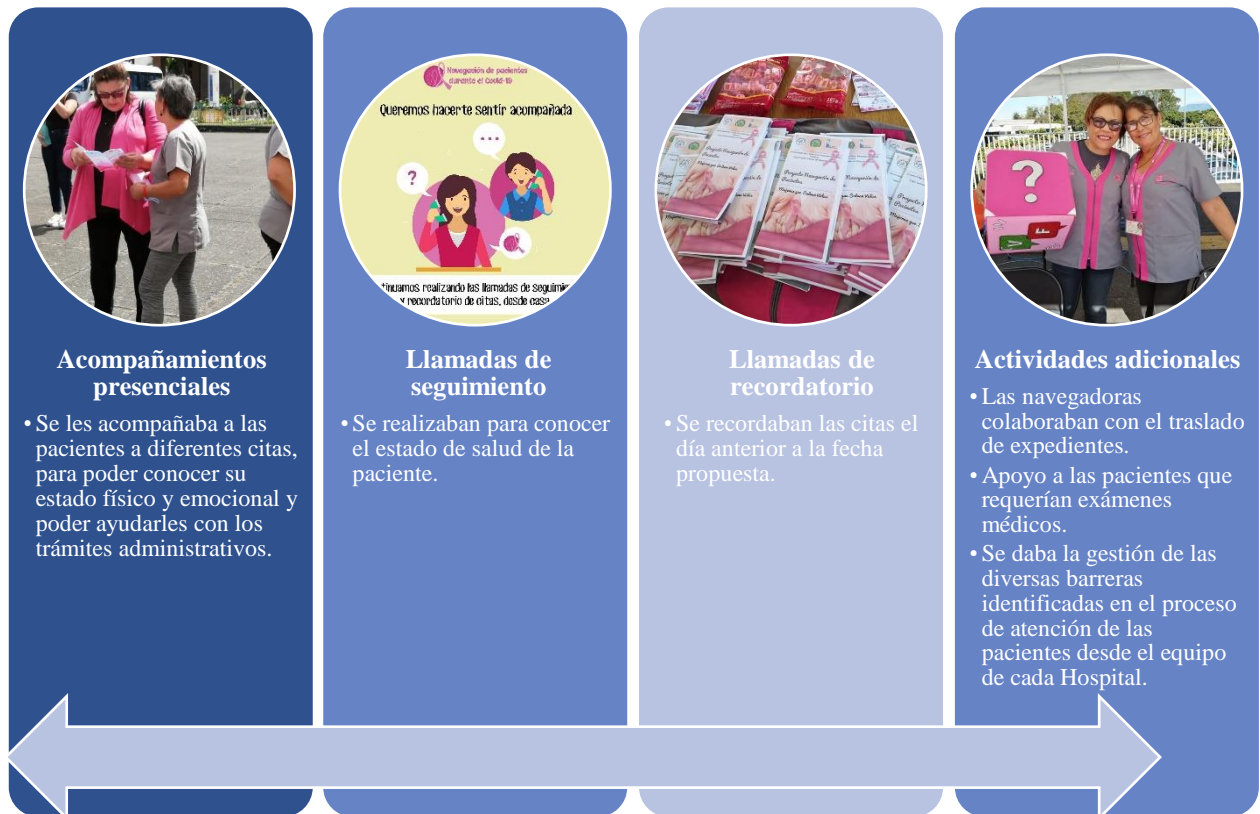 Acompañamientos
presenciales
• Se les acompañaba a las
pacientes a diferentes citas,
para poder conocer su
estado físico y emocional y
poder ayudarles con los
trámites administrativos.
Navegación de pacientes
durante el Covid-19
Queremos hacerte sentir acompañada
...
?
tinuamos realizando las llamadas de seguimie
y recordatorio de citas, desde casa
Llamadas de
seguimiento
• Se realizaban para conocer
el estado de salud de la
paciente.
Proyecto Navegación de
Pacientes
Llamadas de
recordatorio
• Se recordaban las citas el
día anterior a la fecha
propuesta.
?
V F
Actividades adicionales
• Las navegadoras
colaboraban con el traslado
de expedientes.
• Apoyo a las pacientes que
requerían exámenes
médicos.
• Se daba la gestión de las
diversas barreras
identificadas en el proceso
de atención de las
pacientes desde el equipo
de cada Hospital.